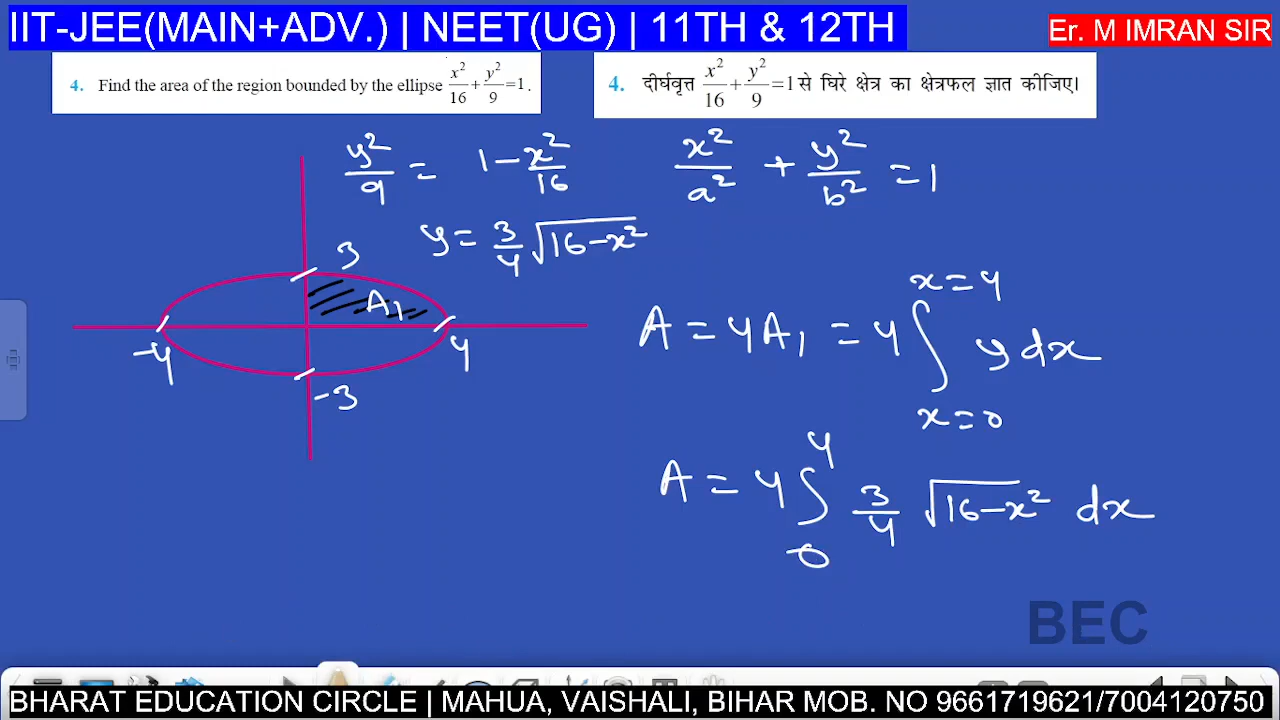 IIT-JEE(MAIN+ADV.) | NEET(UG) | 11TH & 12TH
Er. M IMRAN SIR
4. Find the area of the region bounded by the ellipse x²/16 + y²/9 = 1.
4. दीर्घवृत्त x²/16 + y²/9 = 1 से घिरे क्षेत्र का क्षेत्रफल ज्ञात कीजिए।
y²/9 = 1 - x²/16
x²/a² + y²/b² = 1
y = 3/4 √(16-x²)
3
A₁
-4
4
-3
A = 4A₁ = 4 ∫ y dx
x=4
x=0
A = 4 ∫₀⁴ 3/4 √(16-x²) dx
BEC
BHARAT EDUCATION CIRCLE | MAHUA, VAISHALI, BIHAR MOB. NO 9661719621/7004120750